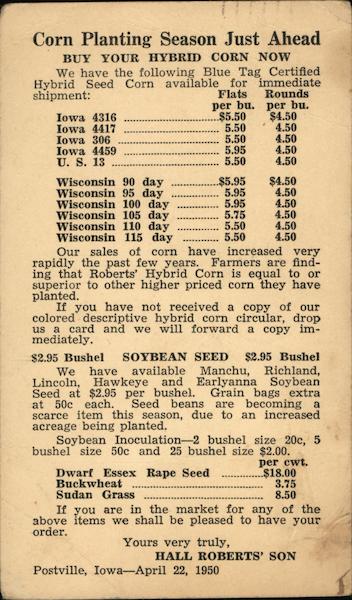 Corn Planting Season Just Ahead
BUY YOUR HYBRID CORN NOW
We have the following Blue Tag Certified
Hybrid Seed Corn available for immediate
shipment: Flats Rounds
per bu. per bu.
Iowa 4316 ........................$5.50 $4.50
Iowa 4417 ........................ 5.50 4.50
Iowa 306 .......................... 5.50 4.50
Iowa 4459 ........................ 5.95 4.50
U. S. 13 ............................ 5.50 4.50
Wisconsin 90 day ............$5.95 $4.50
Wisconsin 95 day ............ 5.95 4.50
Wisconsin 100 day .......... 5.95 4.50
Wisconsin 105 day .......... 5.75 4.50
Wisconsin 110 day .......... 5.50 4.50
Wisconsin 115 day .......... 5.50 4.50
Our sales of corn have increased very
rapidly the past few years. Farmers are find-
ing that Roberts' Hybrid Corn is equal to or
superior to other higher priced corn they have
planted.
If you have not received a copy of our
colored descriptive hybrid corn circular, drop
us a card and we will forward a copy im-
mediately.
$2.95 Bushel SOYBEAN SEED $2.95 Bushel
We have available Manchu, Richland,
Lincoln, Hawkeye and Earlyanna Soybean
Seed at $2.95 per bushel. Grain bags extra
at 50c each. Seed beans are becoming a
scarce item this season, due to an increased
acreage being planted.
Soybean Inoculation—2 bushel size 20c, 5
bushel size 50c and 25 bushel size $2.00.
per cwt.
Dwarf Essex Rape Seed ............$18.00
Buckwheat .................................. 3.75
Sudan Grass ................................ 8.50
If you are in the market for any of the
above items we shall be pleased to have your
order.
Yours very truly,
HALL ROBERTS' SON
Postville, Iowa—April 22, 1950